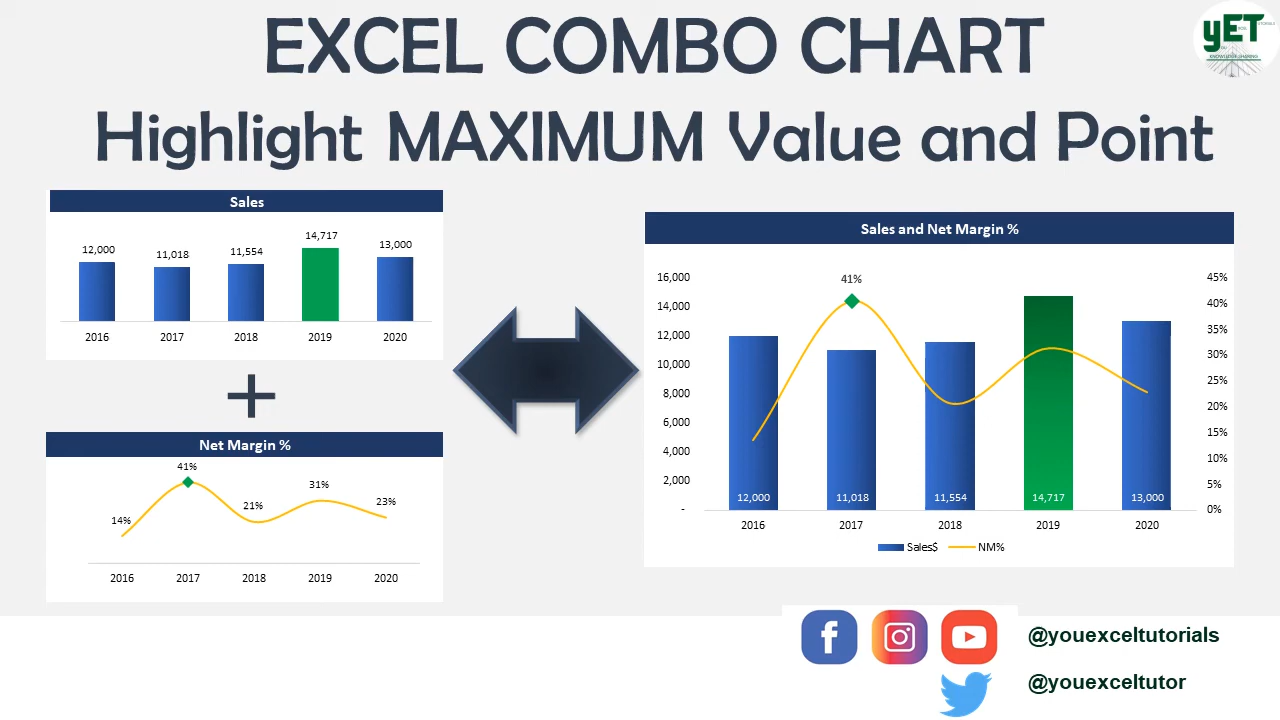 EXCEL COMBO CHART
Highlight MAXIMUM Value and Point
yET
KNOWLEDGE SHARING
Sales
12,000
11,018
11,554
14,717
13,000
2016 2017 2018 2019 2020
+
Net Margin %
14%
41%
21%
31%
23%
2016 2017 2018 2019 2020
Sales and Net Margin %
16,000
14,000
12,000
10,000
8,000
6,000
4,000
2,000
-
41%
12,000 11,018 11,554 14,717 13,000
45%
40%
35%
30%
25%
20%
15%
10%
5%
0%
2016 2017 2018 2019 2020
Sales$ NM%
@youexceltutorials
@youexceltutor